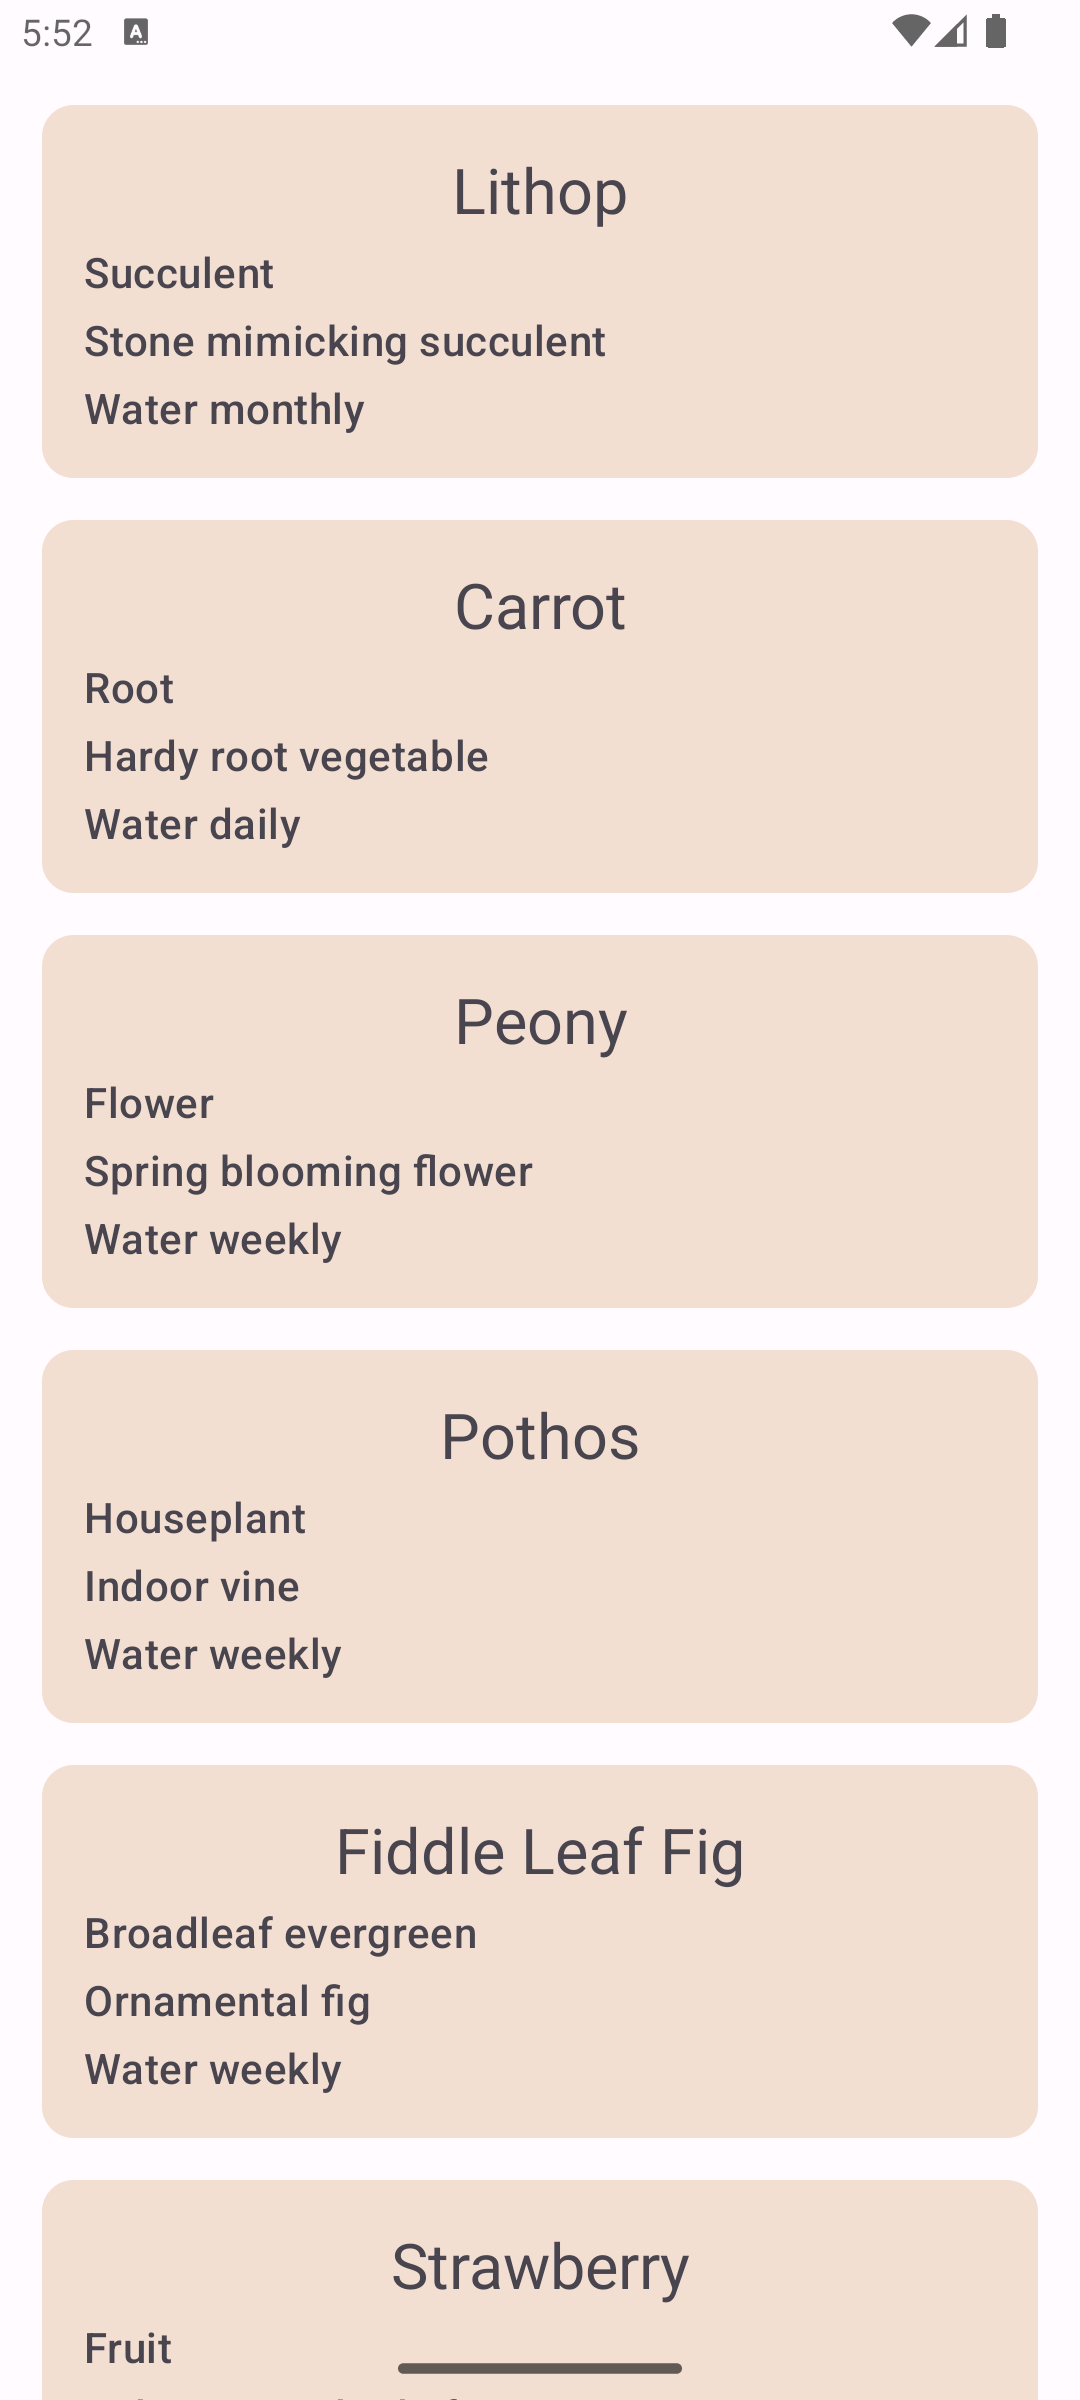 5:52
Lithop
Succulent
Stone mimicking succulent
Water monthly
Carrot
Root
Hardy root vegetable
Water daily
Peony
Flower
Spring blooming flower
Water weekly
Pothos
Houseplant
Indoor vine
Water weekly
Fiddle Leaf Fig
Broadleaf evergreen
Ornamental fig
Water weekly
Strawberry
Fruit